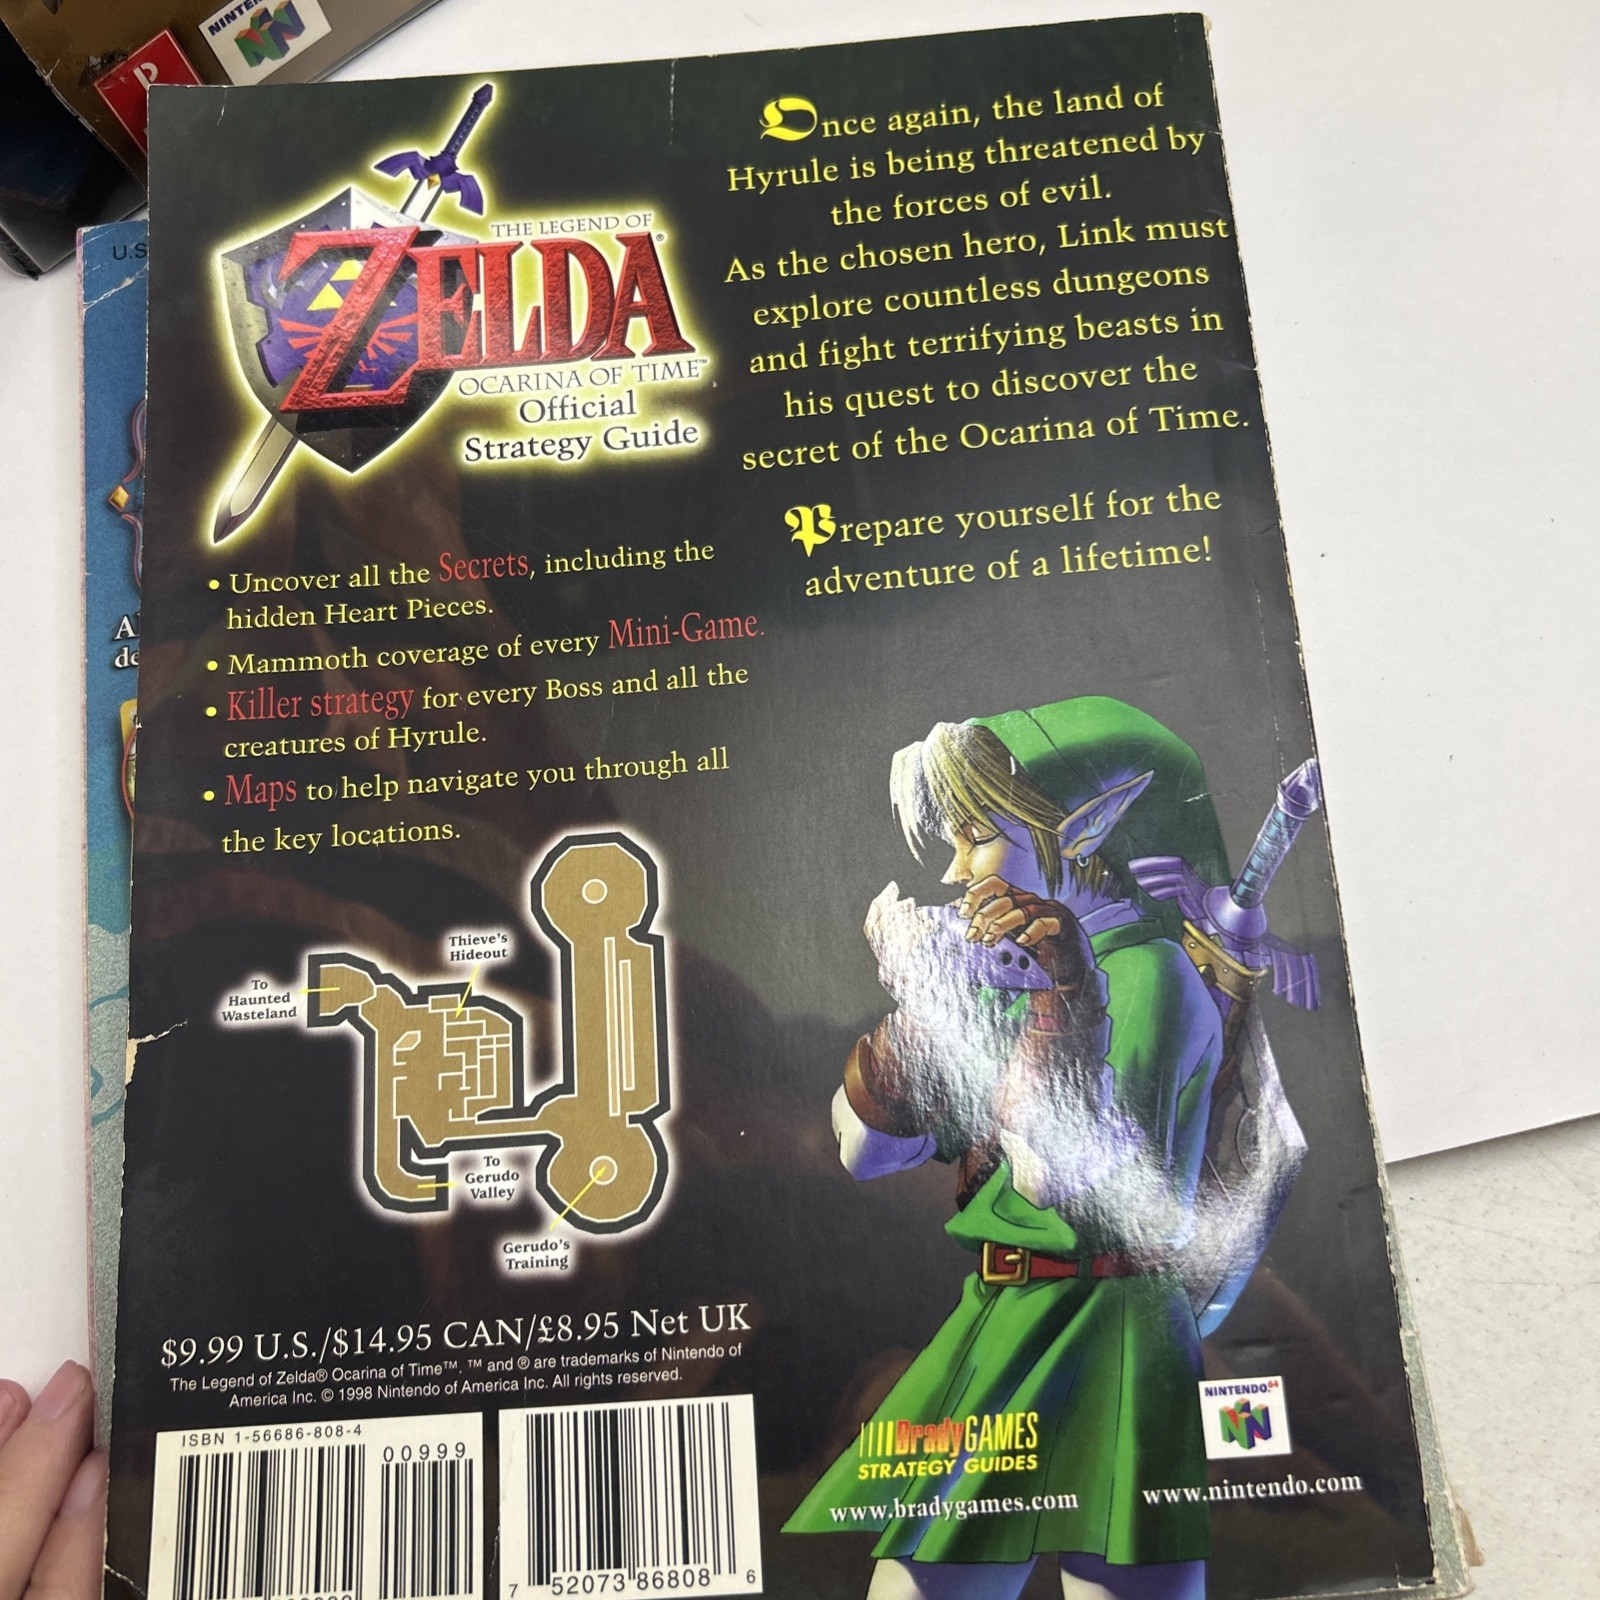 NINTENDO
U.S
THE LEGEND OF
ZELDA®
OCARINA OF TIME™
Official
Strategy Guide
Once again, the land of
Hyrule is being threatened by
the forces of evil.
As the chosen hero, Link must
explore countless dungeons
and fight terrifying beasts in
his quest to discover the
secret of the Ocarina of Time.
Prepare yourself for the
adventure of a lifetime!
• Uncover all the Secrets, including the
hidden Heart Pieces.
• Mammoth coverage of every Mini-Game.
• Killer strategy for every Boss and all the
creatures of Hyrule.
• Maps to help navigate you through all
the key locations.
Thieve's
Hideout
To
Haunted
Wasteland
To
Gerudo
Valley
Gerudo's
Training
$9.99 U.S./$14.95 CAN/£8.95 Net UK
The Legend of Zelda® Ocarina of Time™. ™ and ® are trademarks of Nintendo of
America Inc. © 1998 Nintendo of America Inc. All rights reserved.
ISBN 1-56686-808-4
00999
7 52073 86808 6
BradyGAMES
STRATEGY GUIDES
www.bradygames.com
NINTENDO64
www.nintendo.com